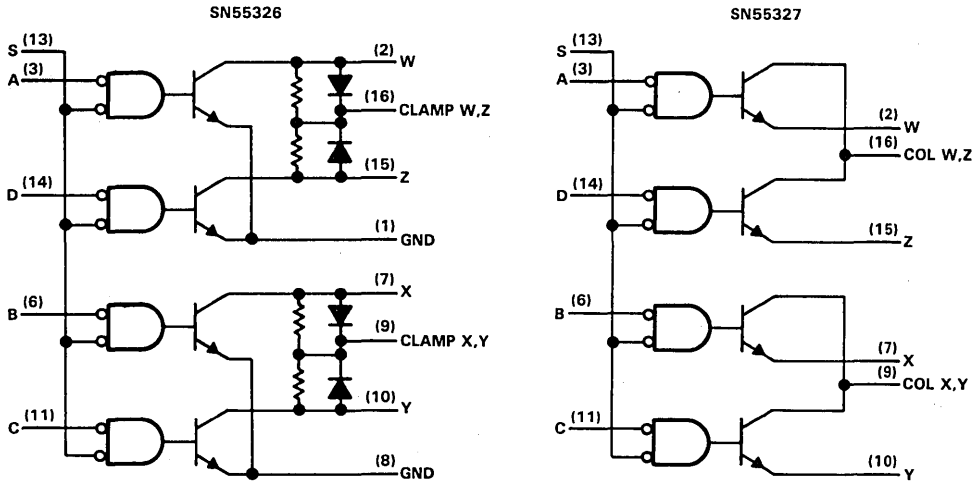 SN55326
S (13)
A (3)
(2) W
(16) CLAMP W,Z
D (14)
(15) Z
(1) GND
B (6)
(7) X
(9) CLAMP X,Y
C (11)
(10) Y
(8) GND
SN55327
S (13)
A (3)
(2) W
(16) COL W,Z
D (14)
(15) Z
B (6)
(7) X
(9) COL X,Y
C (11)
(10) Y